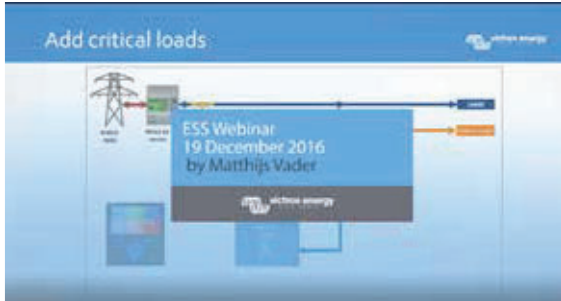 Add critical loads
victron energy
ESS Webinar
19 December 2016
by Matthijs Vader
victron energy